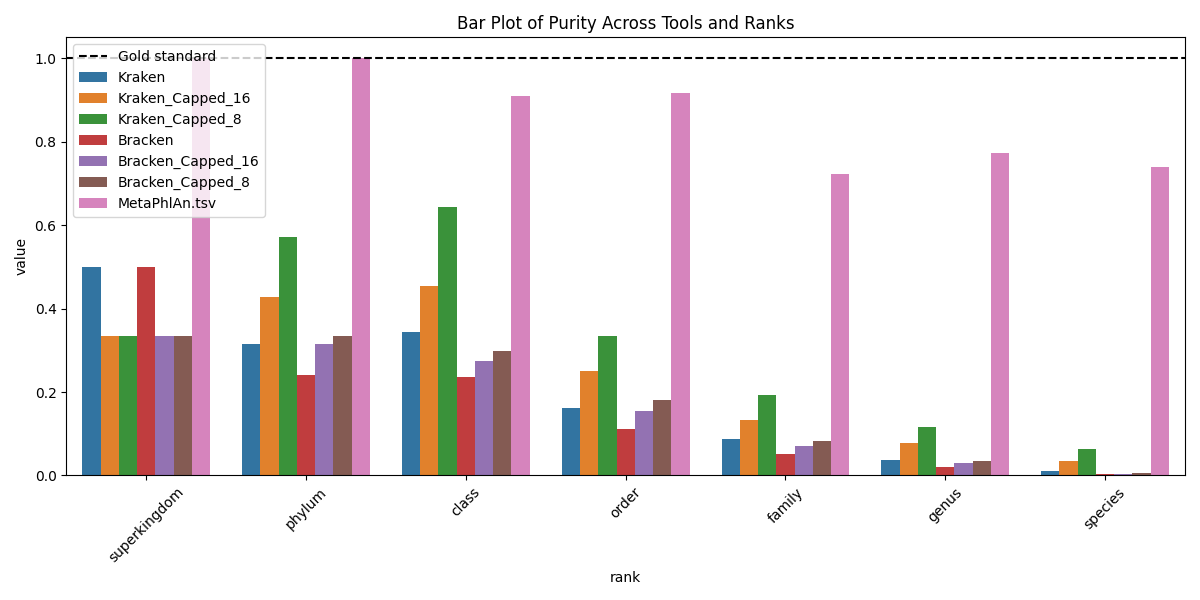 Bar Plot of Purity Across Tools and Ranks
Gold standard
Kraken
Kraken_Capped_16
Kraken_Capped_8
Bracken
Bracken_Capped_16
Bracken_Capped_8
MetaPhlAn.tsv
value
1.0
0.8
0.6
0.4
0.2
0.0
superkingdom
phylum
class
order
family
genus
species
rank